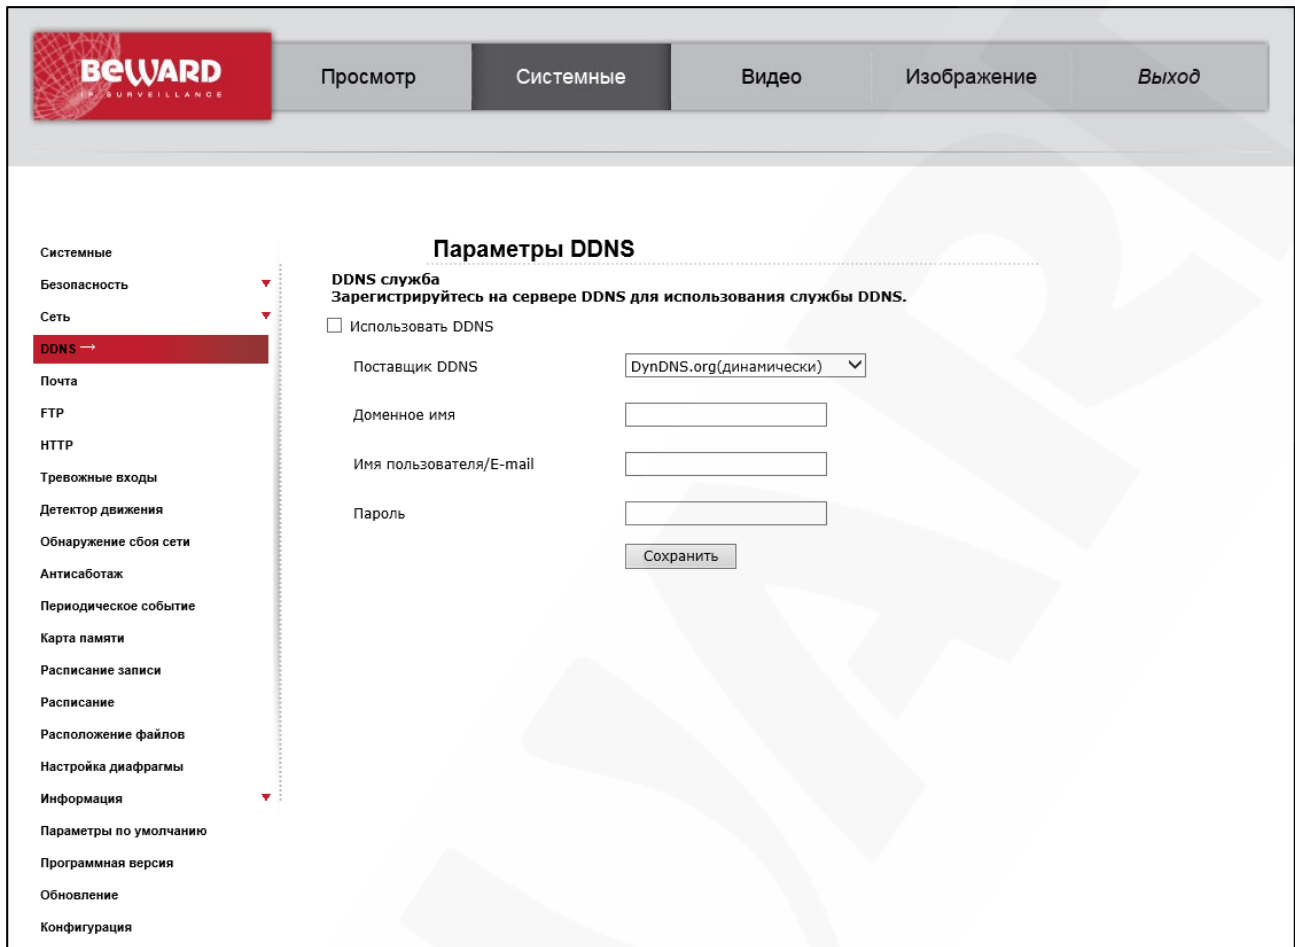 BEWARD
IP SURVEILLANCE
Просмотр
Системные
Видео
Изображение
Выход
Системные
Безопасность
Сеть
DDNS →
Почта
FTP
HTTP
Тревожные входы
Детектор движения
Обнаружение сбоя сети
Антисаботаж
Периодическое событие
Карта памяти
Расписание записи
Расписание
Расположение файлов
Настройка диафрагмы
Информация
Параметры по умолчанию
Программная версия
Обновление
Конфигурация
Параметры DDNS
DDNS служба
Зарегистрируйтесь на сервере DDNS для использования службы DDNS.
Использовать DDNS
Поставщик DDNS
DynDNS.org(динамически)
Доменное имя
Имя пользователя/E-mail
Пароль
Сохранить